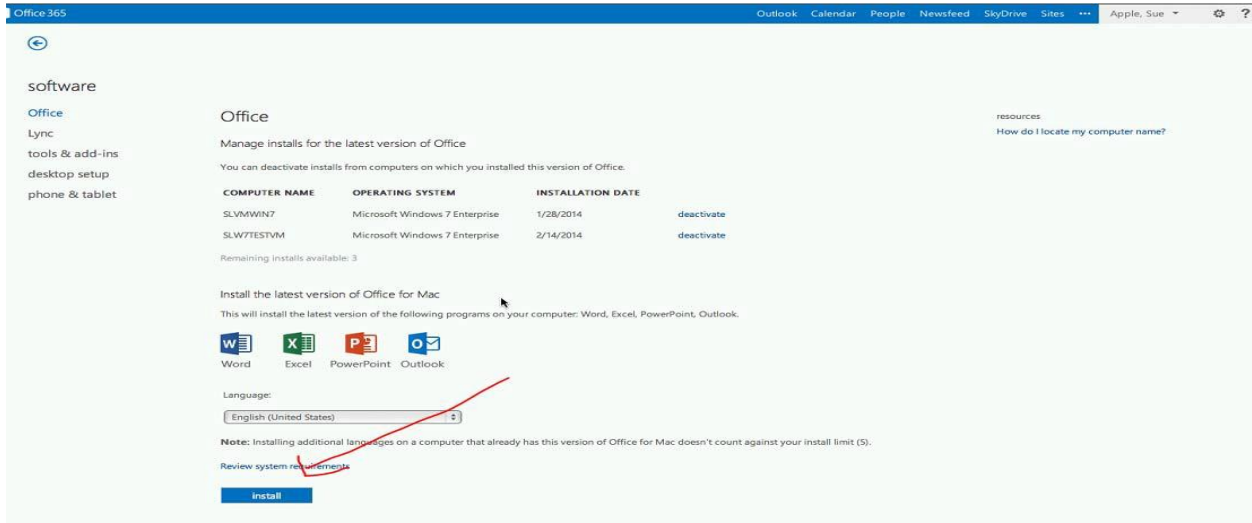 Office 365 Outlook Calendar People Newsfeed SkyDrive Sites ••• Apple, Sue ?
software
Office
Lync
tools & add-ins
desktop setup
phone & tablet
Office
Manage installs for the latest version of Office
You can deactivate installs from computers on which you installed this version of Office.
COMPUTER NAME OPERATING SYSTEM INSTALLATION DATE
SLVMWIN7 Microsoft Windows 7 Enterprise 1/28/2014 deactivate
SLW7TESTVM Microsoft Windows 7 Enterprise 2/14/2014 deactivate
Remaining installs available: 3
Install the latest version of Office for Mac
This will install the latest version of the following programs on your computer: Word, Excel, PowerPoint, Outlook.
Word Excel PowerPoint Outlook
Language:
English (United States)
Note: Installing additional languages on a computer that already has this version of Office for Mac doesn't count against your install limit (5).
Review system requirements
install
resources
How do I locate my computer name?